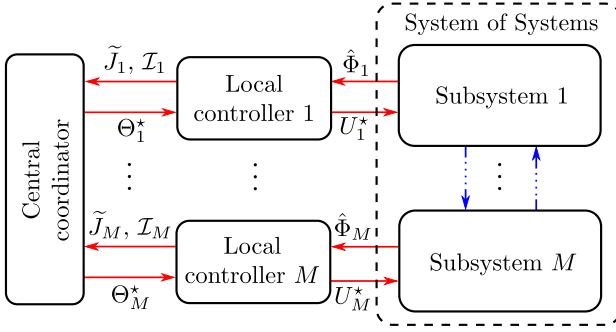 System of Systems
J̃₁, ℐ₁
Θ₁*
Local
controller 1
Φ̂₁
U₁*
Subsystem 1
Central
coordinator
⋮
⋮
⋮
J̃_M, ℐ_M
Θ_M*
Local
controller M
Φ̂_M
U_M*
Subsystem M